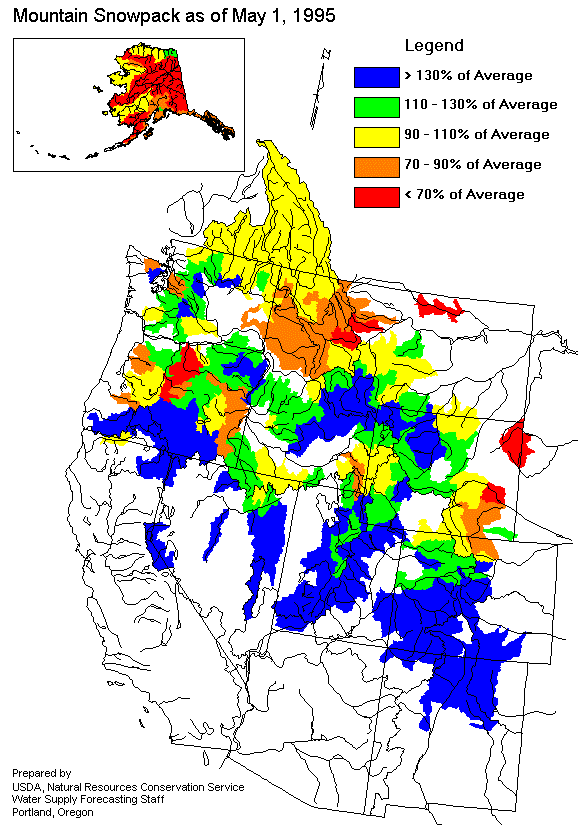 Mountain Snowpack as of May 1, 1995
Legend
> 130% of Average
110 - 130% of Average
90 - 110% of Average
70 - 90% of Average
< 70% of Average
N
Prepared by
USDA, Natural Resources Conservation Service
Water Supply Forecasting Staff
Portland, Oregon